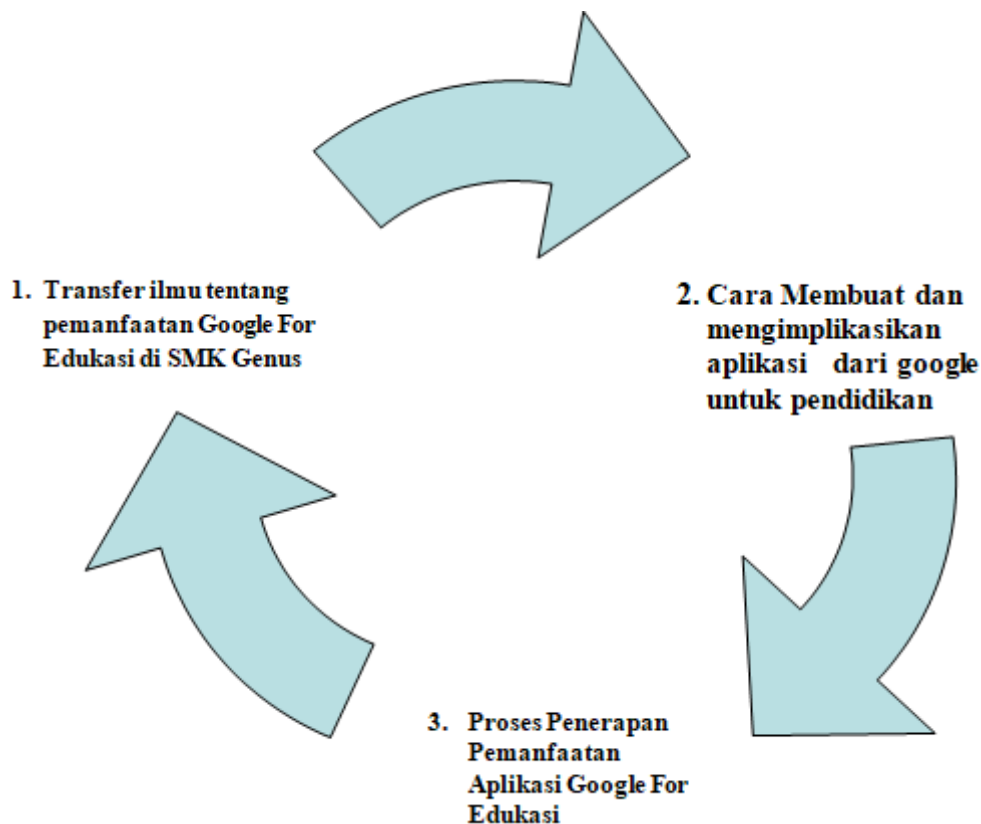 1. Transfer ilmu tentang
pemanfaatan Google For
Edukasi di SMK Genus
2. Cara Membuat dan
mengimplikasikan
aplikasi dari google
untuk pendidikan
3. Proses Penerapan
Pemanfaatan
Aplikasi Google For
Edukasi